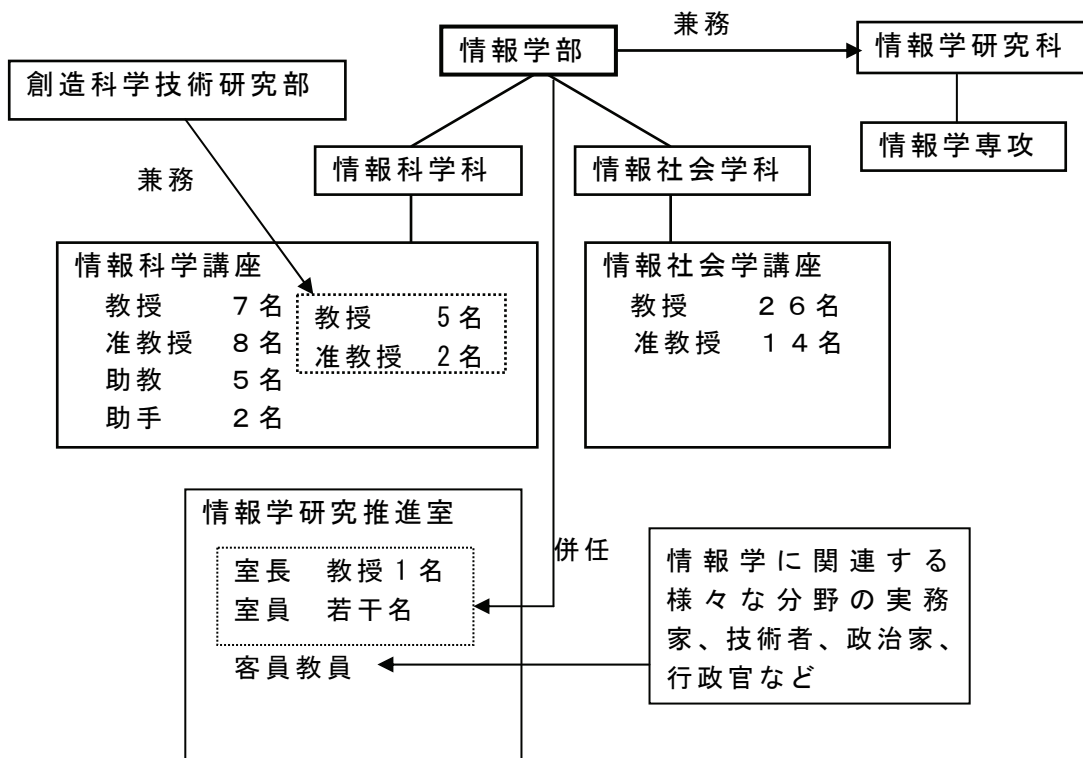 兼務
情報学部
情報学研究科
創造科学技術研究部
情報学専攻
兼務
情報科学科
情報社会学科
情報科学講座
教授 7名
准教授 8名
助教 5名
助手 2名
教授 5名
准教授 2名
情報社会学講座
教授 26名
准教授 14名
情報学研究推進室
室長 教授1名
室員 若干名
客員教員
併任
情報学に関連する
様々な分野の実務
家、技術者、政治家、
行政官など